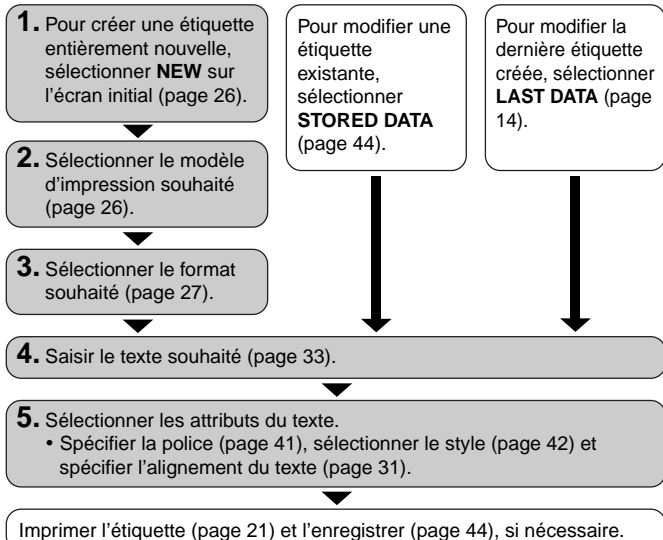 1. Pour créer une étiquette
entièrement nouvelle,
sélectionner NEW sur
l'écran initial (page 26).
Pour modifier une
étiquette
existante,
sélectionner
STORED DATA
(page 44).
Pour modifier la
dernière étiquette
créée, sélectionner
LAST DATA (page
14).
2. Sélectionner le modèle
d'impression souhaité
(page 26).
3. Sélectionner le format
souhaité (page 27).
4. Saisir le texte souhaité (page 33).
5. Sélectionner les attributs du texte.
• Spécifier la police (page 41), sélectionner le style (page 42) et
spécifier l'alignement du texte (page 31).
Imprimer l'étiquette (page 21) et l'enregistrer (page 44), si nécessaire.